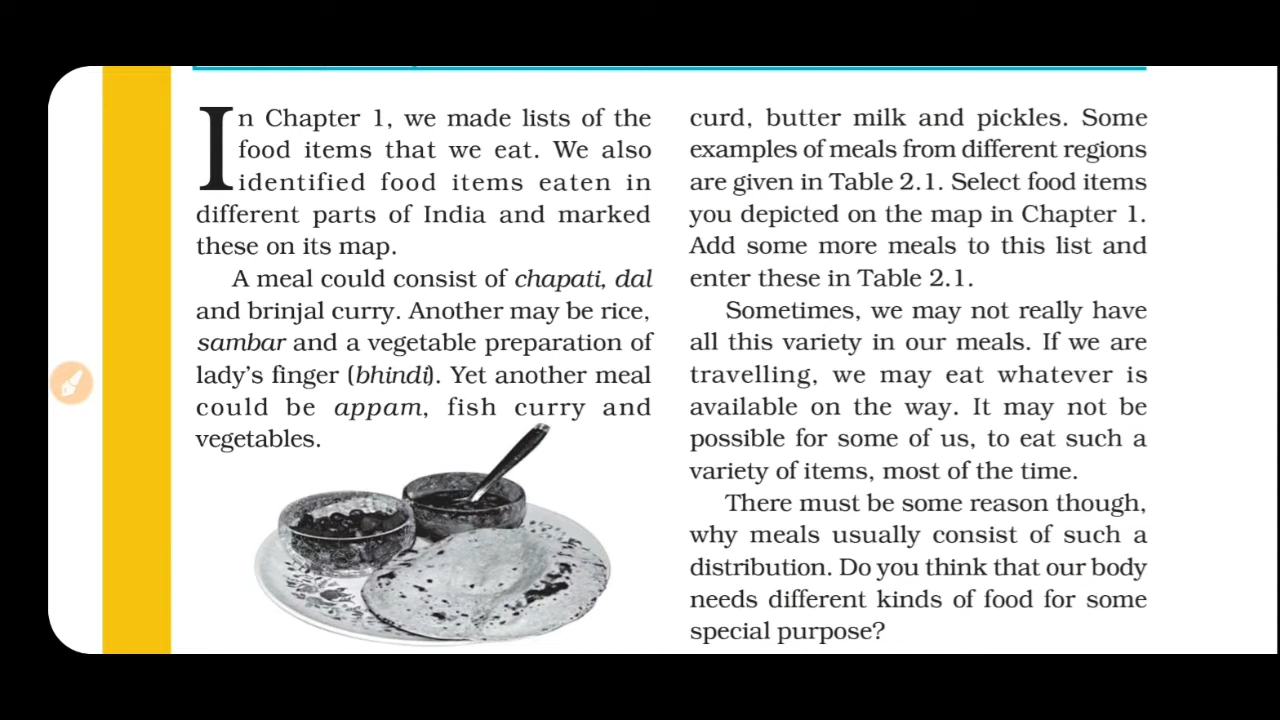 In Chapter 1, we made lists of the
food items that we eat. We also
identified food items eaten in
different parts of India and marked
these on its map.
A meal could consist of chapati, dal
and brinjal curry. Another may be rice,
sambar and a vegetable preparation of
lady's finger (bhindi). Yet another meal
could be appam, fish curry and
vegetables.
curd, butter milk and pickles. Some
examples of meals from different regions
are given in Table 2.1. Select food items
you depicted on the map in Chapter 1.
Add some more meals to this list and
enter these in Table 2.1.
Sometimes, we may not really have
all this variety in our meals. If we are
travelling, we may eat whatever is
available on the way. It may not be
possible for some of us, to eat such a
variety of items, most of the time.
There must be some reason though,
why meals usually consist of such a
distribution. Do you think that our body
needs different kinds of food for some
special purpose?